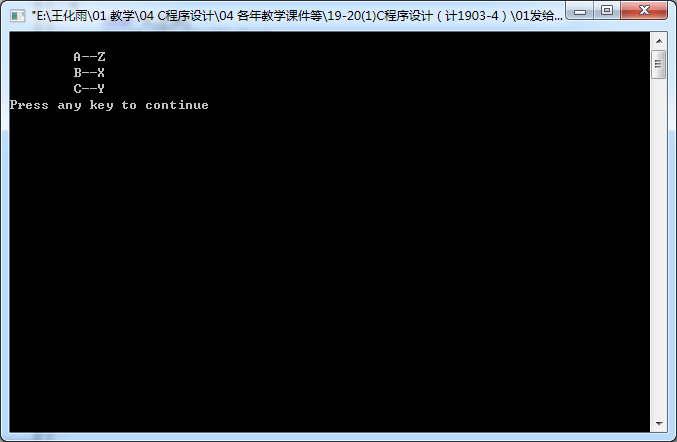 "E:\王化雨\01 教学\04 C程序设计\04 各年教学课件等\19-20(1)C程序设计（计1903-4）\01发给...
A--Z
B--X
C--Y
Press any key to continue